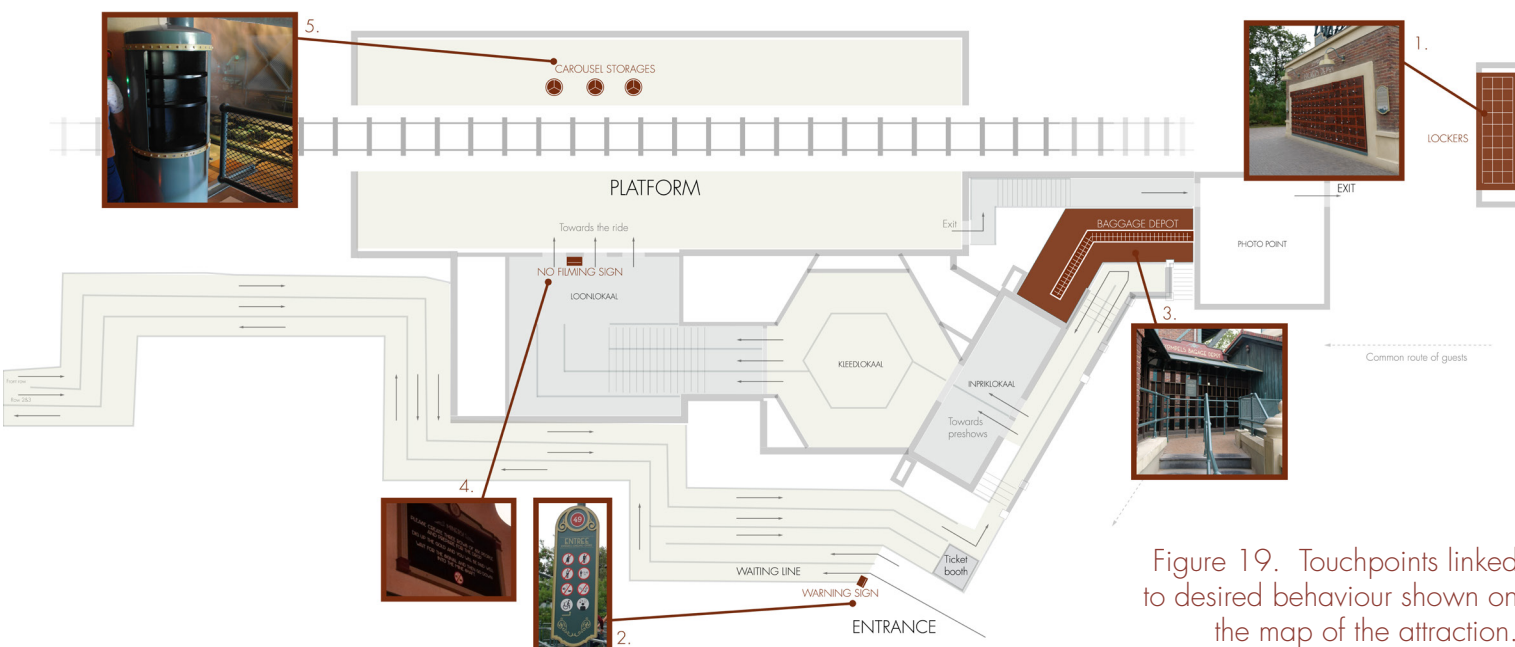 5.
CAROUSEL STORAGES
1.
LOCKERS
PLATFORM
EXIT
Towards the ride
Exit
BAGGAGE DEPOT
PHOTO POINT
NO FILMING SIGN
LOONLOKAAL
3.
KLEEDLOKAAL
Common route of guests
INPRIKLOKAAL
Towards
preshows
4.
49
ENTREE
Ticket
booth
WAITING LINE
WARNING SIGN
2.
ENTRANCE
Figure 19. Touchpoints linked
to desired behaviour shown on
the map of the attraction.